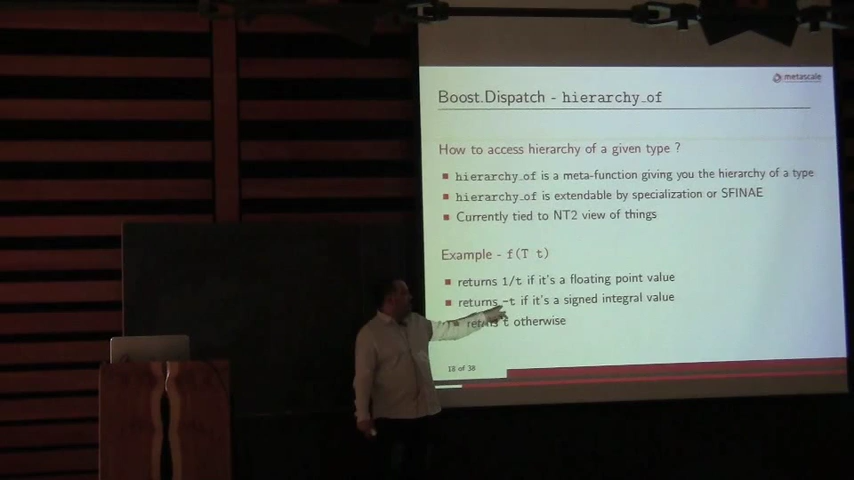 metascale
Boost.Dispatch - hierarchy_of
How to access hierarchy of a given type ?
hierarchy_of is a meta-function giving you the hierarchy of a type
hierarchy_of is extendable by specialization or SFINAE
Currently tied to NT2 view of things
Example - f(T t)
returns 1/t if it's a floating point value
returns -t if it's a signed integral value
returns t otherwise
18 of 38